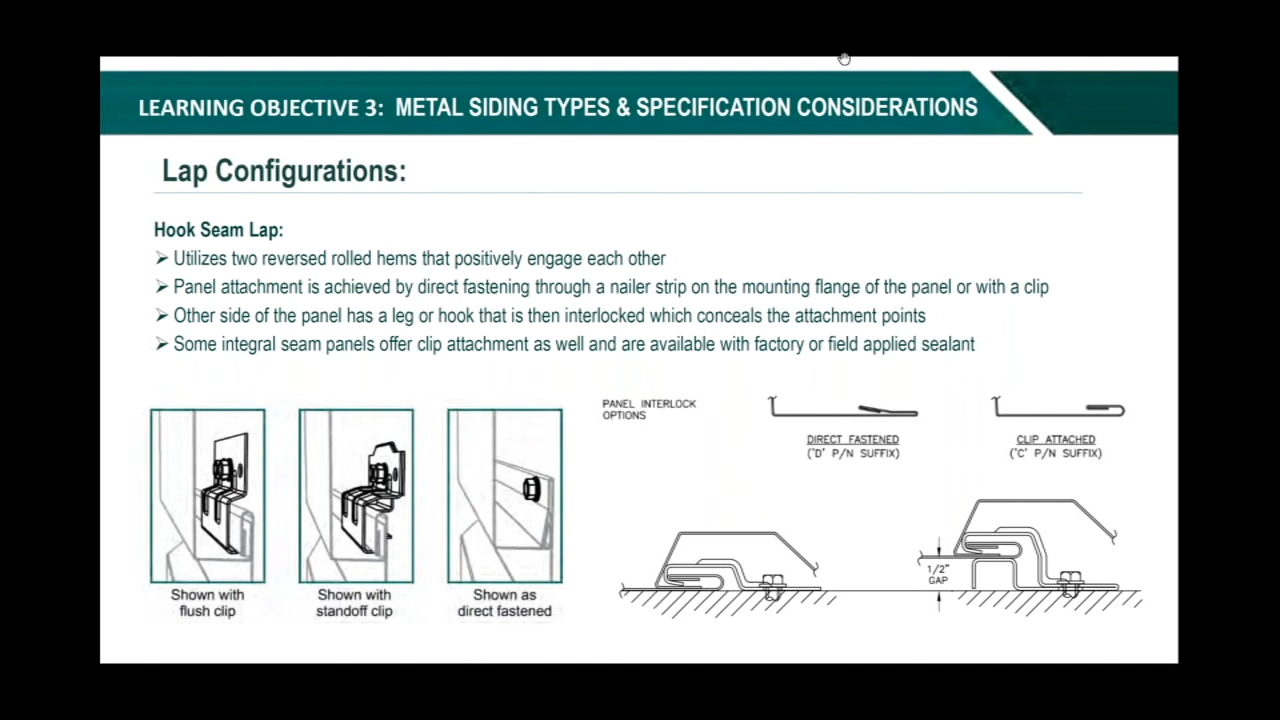 LEARNING OBJECTIVE 3: METAL SIDING TYPES & SPECIFICATION CONSIDERATIONS
Lap Configurations:
Hook Seam Lap:
➢ Utilizes two reversed rolled hems that positively engage each other
➢ Panel attachment is achieved by direct fastening through a nailer strip on the mounting flange of the panel or with a clip
➢ Other side of the panel has a leg or hook that is then interlocked which conceals the attachment points
➢ Some integral seam panels offer clip attachment as well and are available with factory or field applied sealant
PANEL INTERLOCK
OPTIONS
DIRECT FASTENED
("D" P/N SUFFIX)
CLIP ATTACHED
("C" P/N SUFFIX)
1/2"
GAP
Shown with
flush clip
Shown with
standoff clip
Shown as
direct fastened